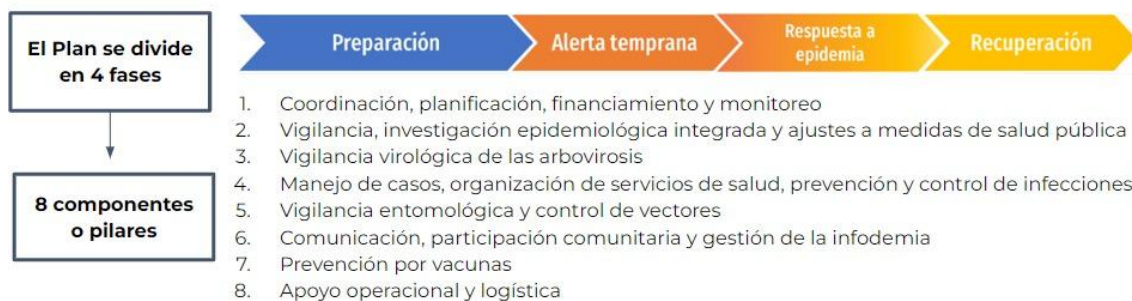 El Plan se divide
en 4 fases
Preparación
Alerta temprana
Respuesta a
epidemia
Recuperación
8 componentes
o pilares
1. Coordinación, planificación, financiamiento y monitoreo
2. Vigilancia, investigación epidemiológica integrada y ajustes a medidas de salud pública
3. Vigilancia virológica de las arbovirosis
4. Manejo de casos, organización de servicios de salud, prevención y control de infecciones
5. Vigilancia entomológica y control de vectores
6. Comunicación, participación comunitaria y gestión de la infodemia
7. Prevención por vacunas
8. Apoyo operacional y logística